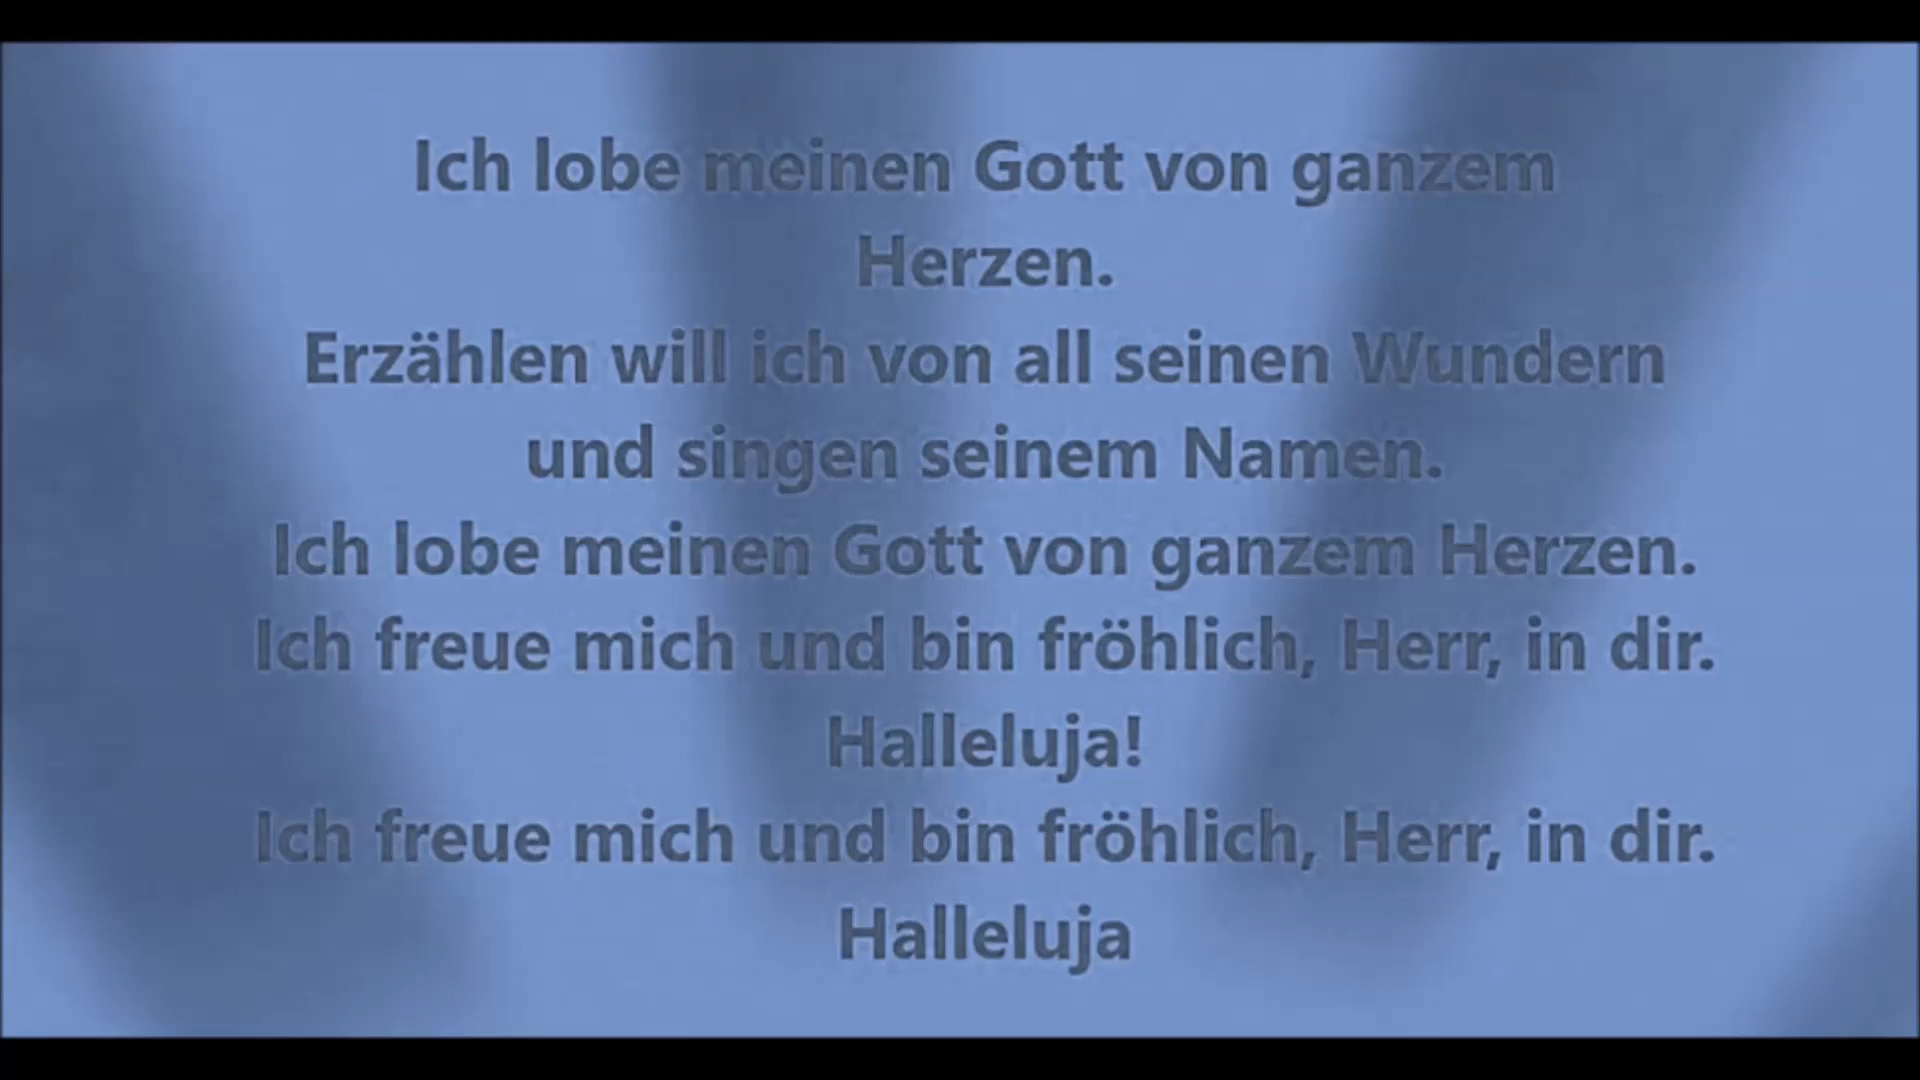 Ich lobe meinen Gott von ganzem
Herzen.
Erzählen will ich von all seinen Wundern
und singen seinem Namen.
Ich lobe meinen Gott von ganzem Herzen.
Ich freue mich und bin fröhlich, Herr, in dir.
Halleluja!
Ich freue mich und bin fröhlich, Herr, in dir.
Halleluja